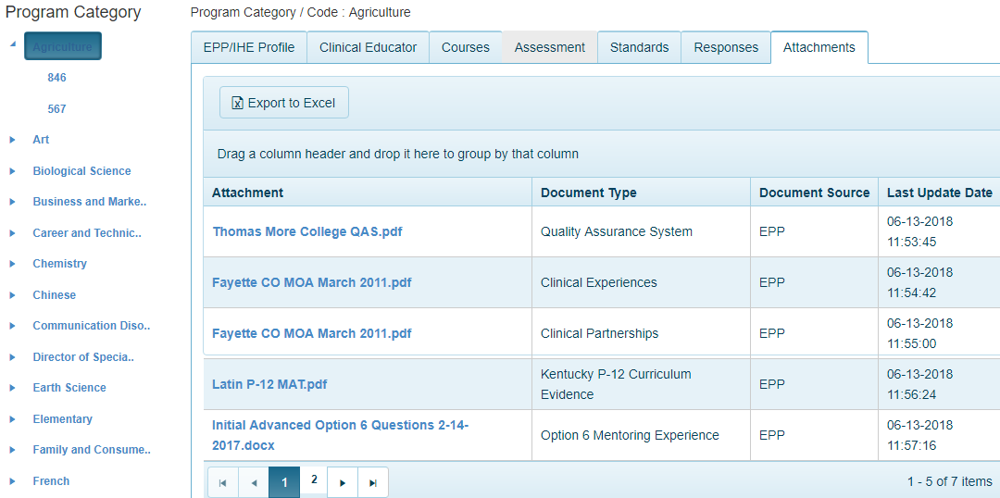 Program Category
Agriculture
846
567
Art
Biological Science
Business and Marke..
Career and Technic..
Chemistry
Chinese
Communication Diso..
Director of Specia..
Earth Science
Elementary
Family and Consume..
French
Program Category / Code : Agriculture
EPP/IHE Profile Clinical Educator Courses Assessment Standards Responses Attachments
Export to Excel
Drag a column header and drop it here to group by that column
Attachment Document Type Document Source Last Update Date
Thomas More College QAS.pdf Quality Assurance System EPP 06-13-2018
11:53:45
Fayette CO MOA March 2011.pdf Clinical Experiences EPP 06-13-2018
11:54:42
Fayette CO MOA March 2011.pdf Clinical Partnerships EPP 06-13-2018
11:55:00
Latin P-12 MAT.pdf Kentucky P-12 Curriculum
Evidence EPP 06-13-2018
11:56:24
Initial Advanced Option 6 Questions 2-14-
2017.docx Option 6 Mentoring Experience EPP 06-13-2018
11:57:16
1 2 1 - 5 of 7 items